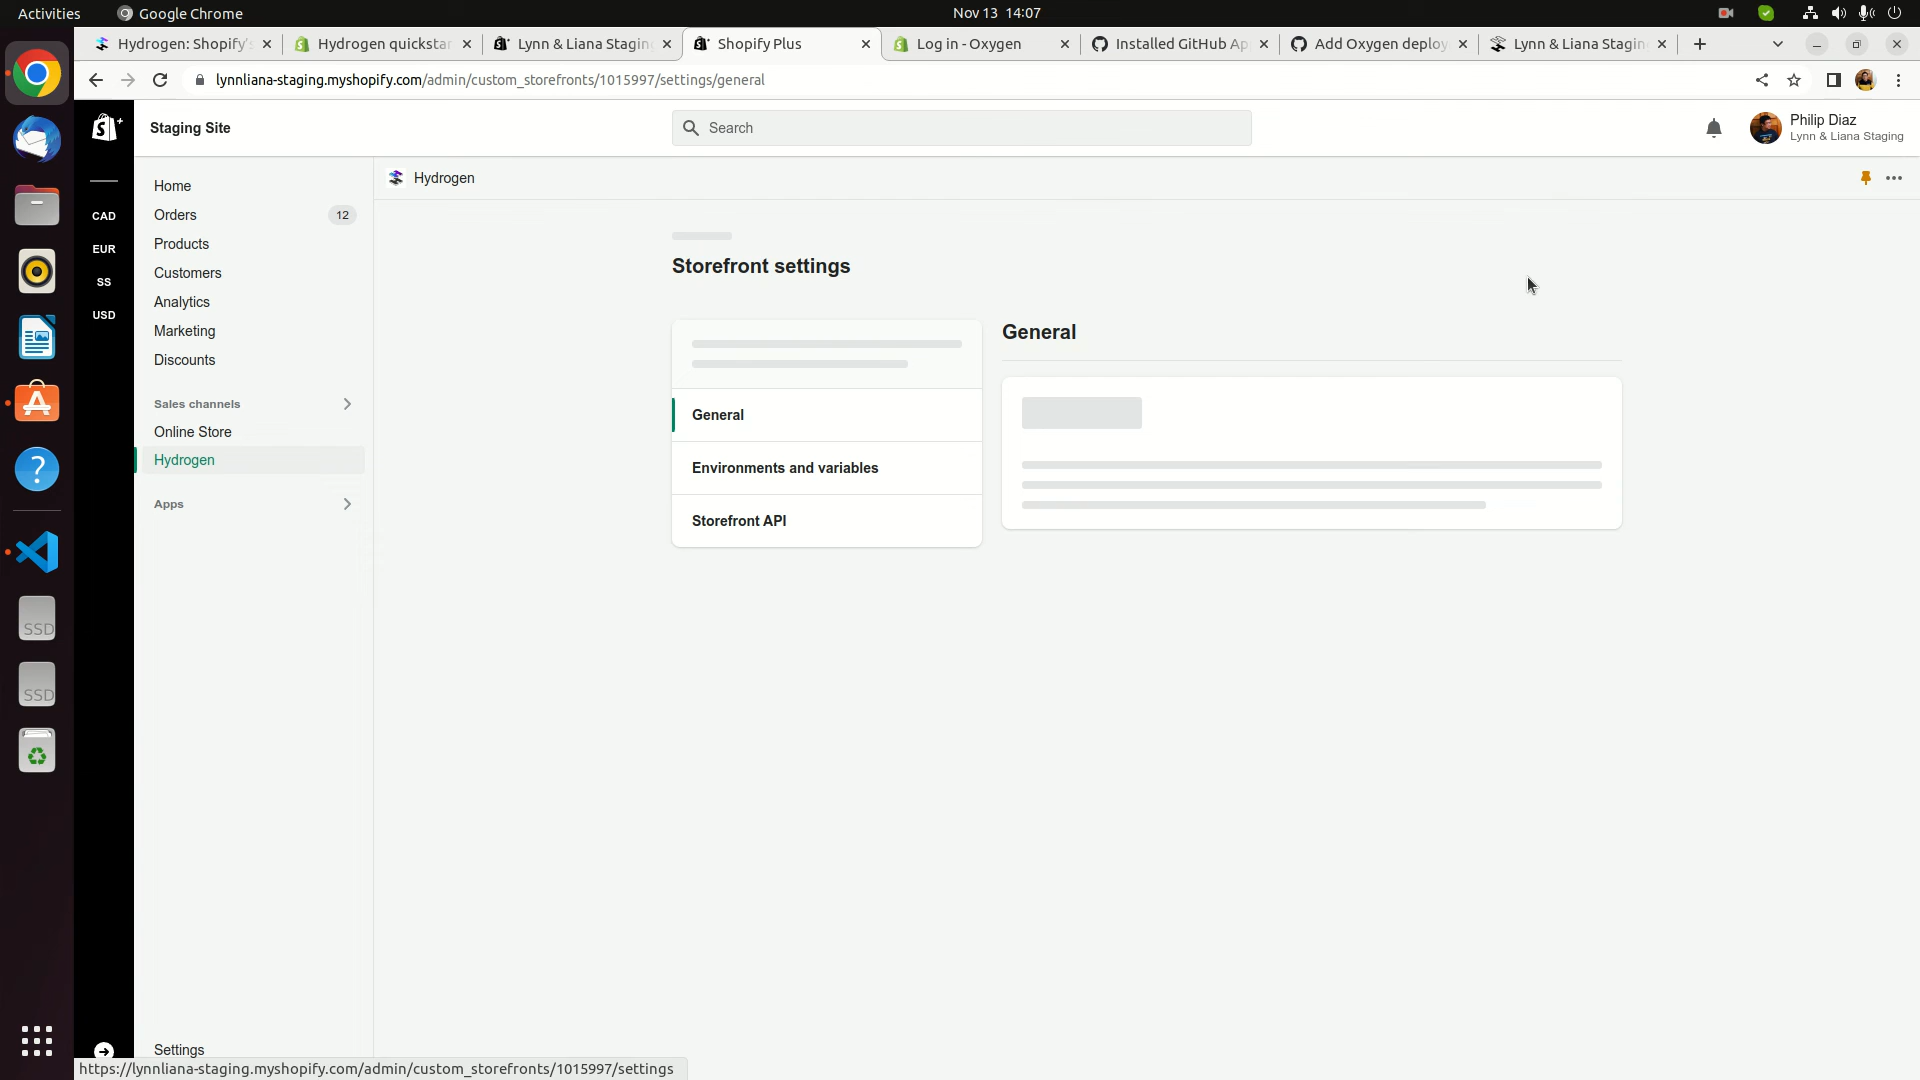 Activities
Google Chrome
Nov 13 14:07
Hydrogen: Shopify's
Hydrogen quickstar
Lynn & Liana Staging
Shopify Plus
Log in - Oxygen
Installed GitHub Ap
Add Oxygen deploy
Lynn & Liana Staging
lynnliana-staging.myshopify.com/admin/custom_storefronts/1015997/settings/general
Staging Site
Search
Philip Diaz
Lynn & Liana Staging
CAD
EUR
SS
USD
Home
Orders
12
Products
Customers
Analytics
Marketing
Discounts
Sales channels
Online Store
Hydrogen
Apps
Settings
Hydrogen
Storefront settings
General
Environments and variables
Storefront API
General
SSD
SSD
https://lynnliana-staging.myshopify.com/admin/custom_storefronts/1015997/settings